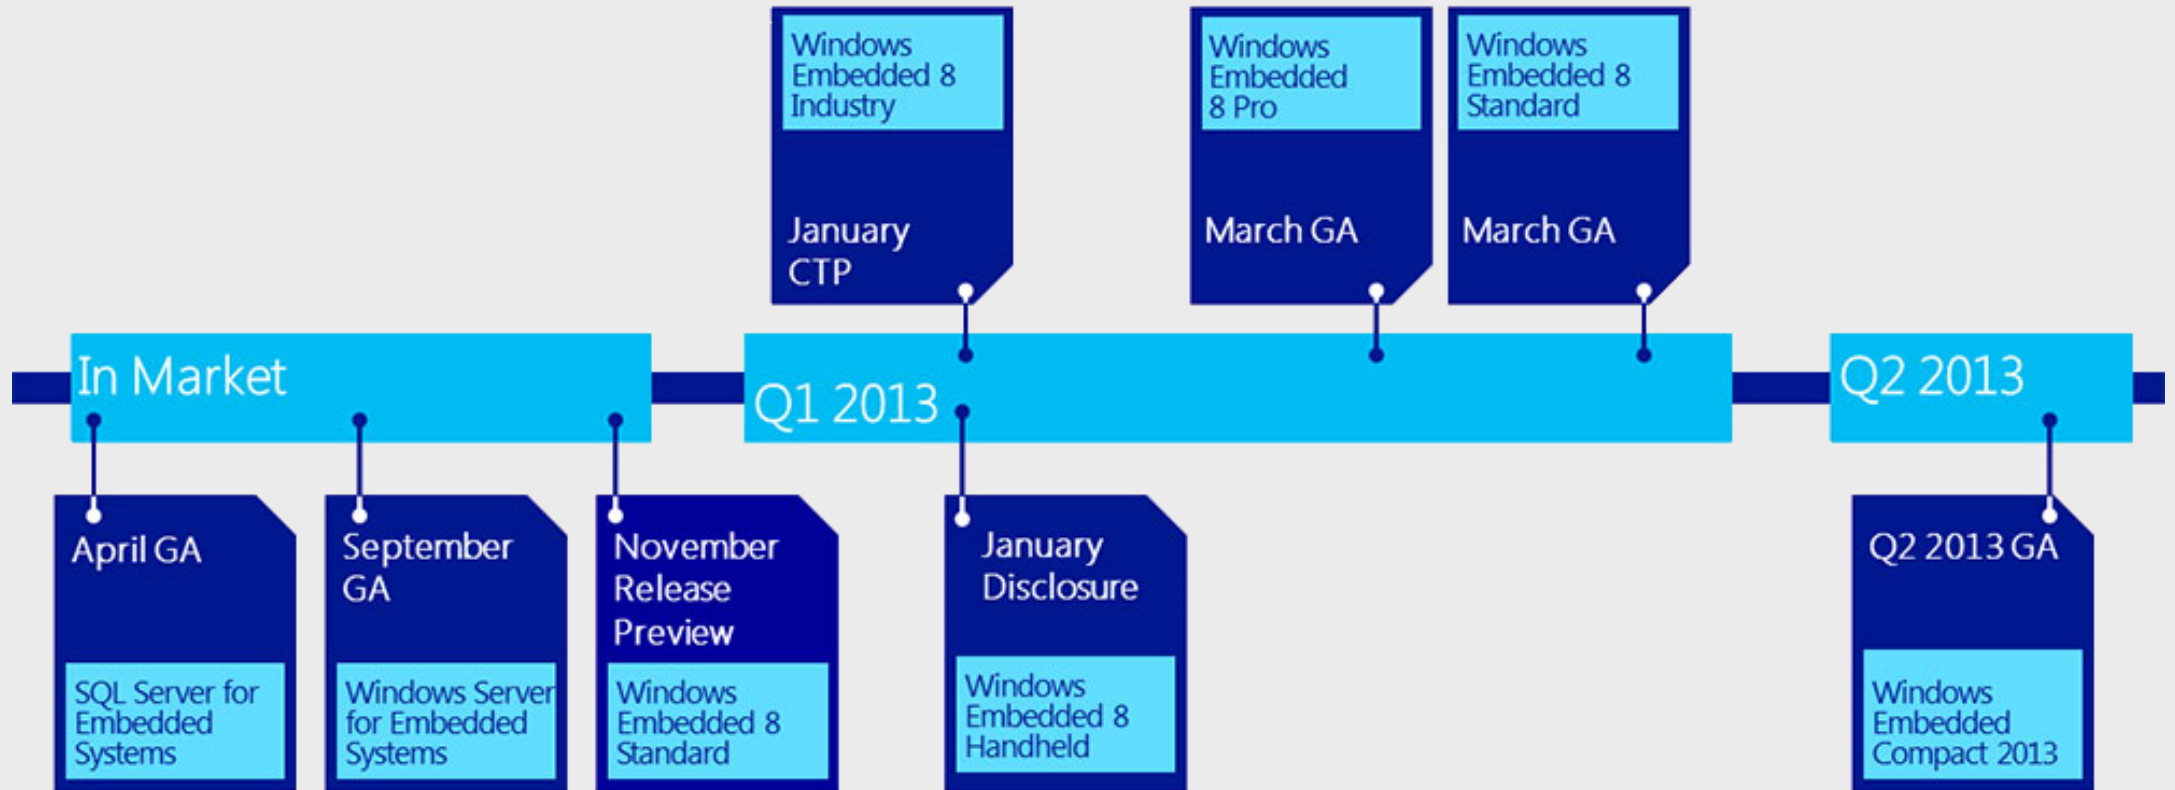 Windows
Embedded 8
Industry
January
CTP
Windows
Embedded
8 Pro
March GA
Windows
Embedded 8
Standard
March GA
In Market
Q1 2013
Q2 2013
April GA
SQL Server for
Embedded
Systems
September
GA
Windows Server
for Embedded
Systems
November
Release
Preview
Windows
Embedded 8
Standard
January
Disclosure
Windows
Embedded 8
Handheld
Q2 2013 GA
Windows
Embedded
Compact 2013